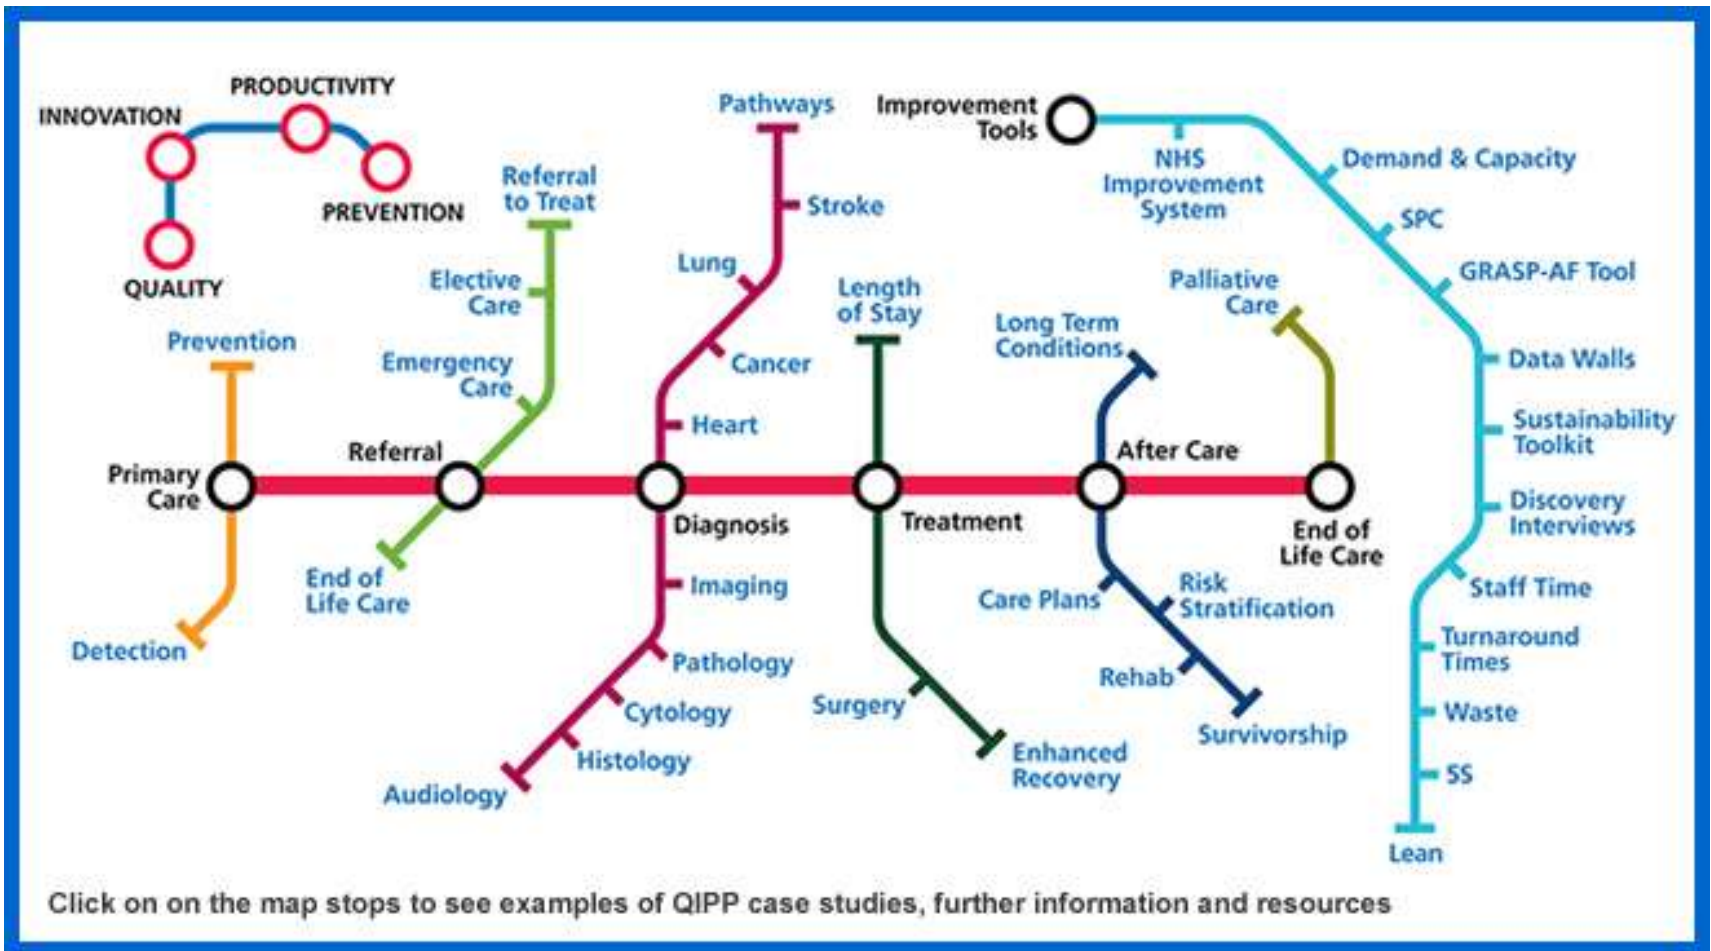 PRODUCTIVITY
INNOVATION
PREVENTION
QUALITY
Prevention
Primary
Care
Detection
Referral
to Treat
Elective
Care
Emergency
Care
Referral
End of
Life Care
Pathways
Stroke
Lung
Cancer
Heart
Diagnosis
Imaging
Pathology
Cytology
Histology
Audiology
Length
of Stay
Treatment
Surgery
Enhanced
Recovery
Long Term
Conditions
After Care
Care Plans
Risk
Stratification
Rehab
Survivorship
Palliative
Care
End of
Life Care
Improvement
Tools
NHS
Improvement
System
Demand & Capacity
SPC
GRASP-AF Tool
Data Walls
Sustainability
Toolkit
Discovery
Interviews
Staff Time
Turnaround
Times
Waste
5S
Lean
Click on on the map stops to see examples of QIPP case studies, further information and resources